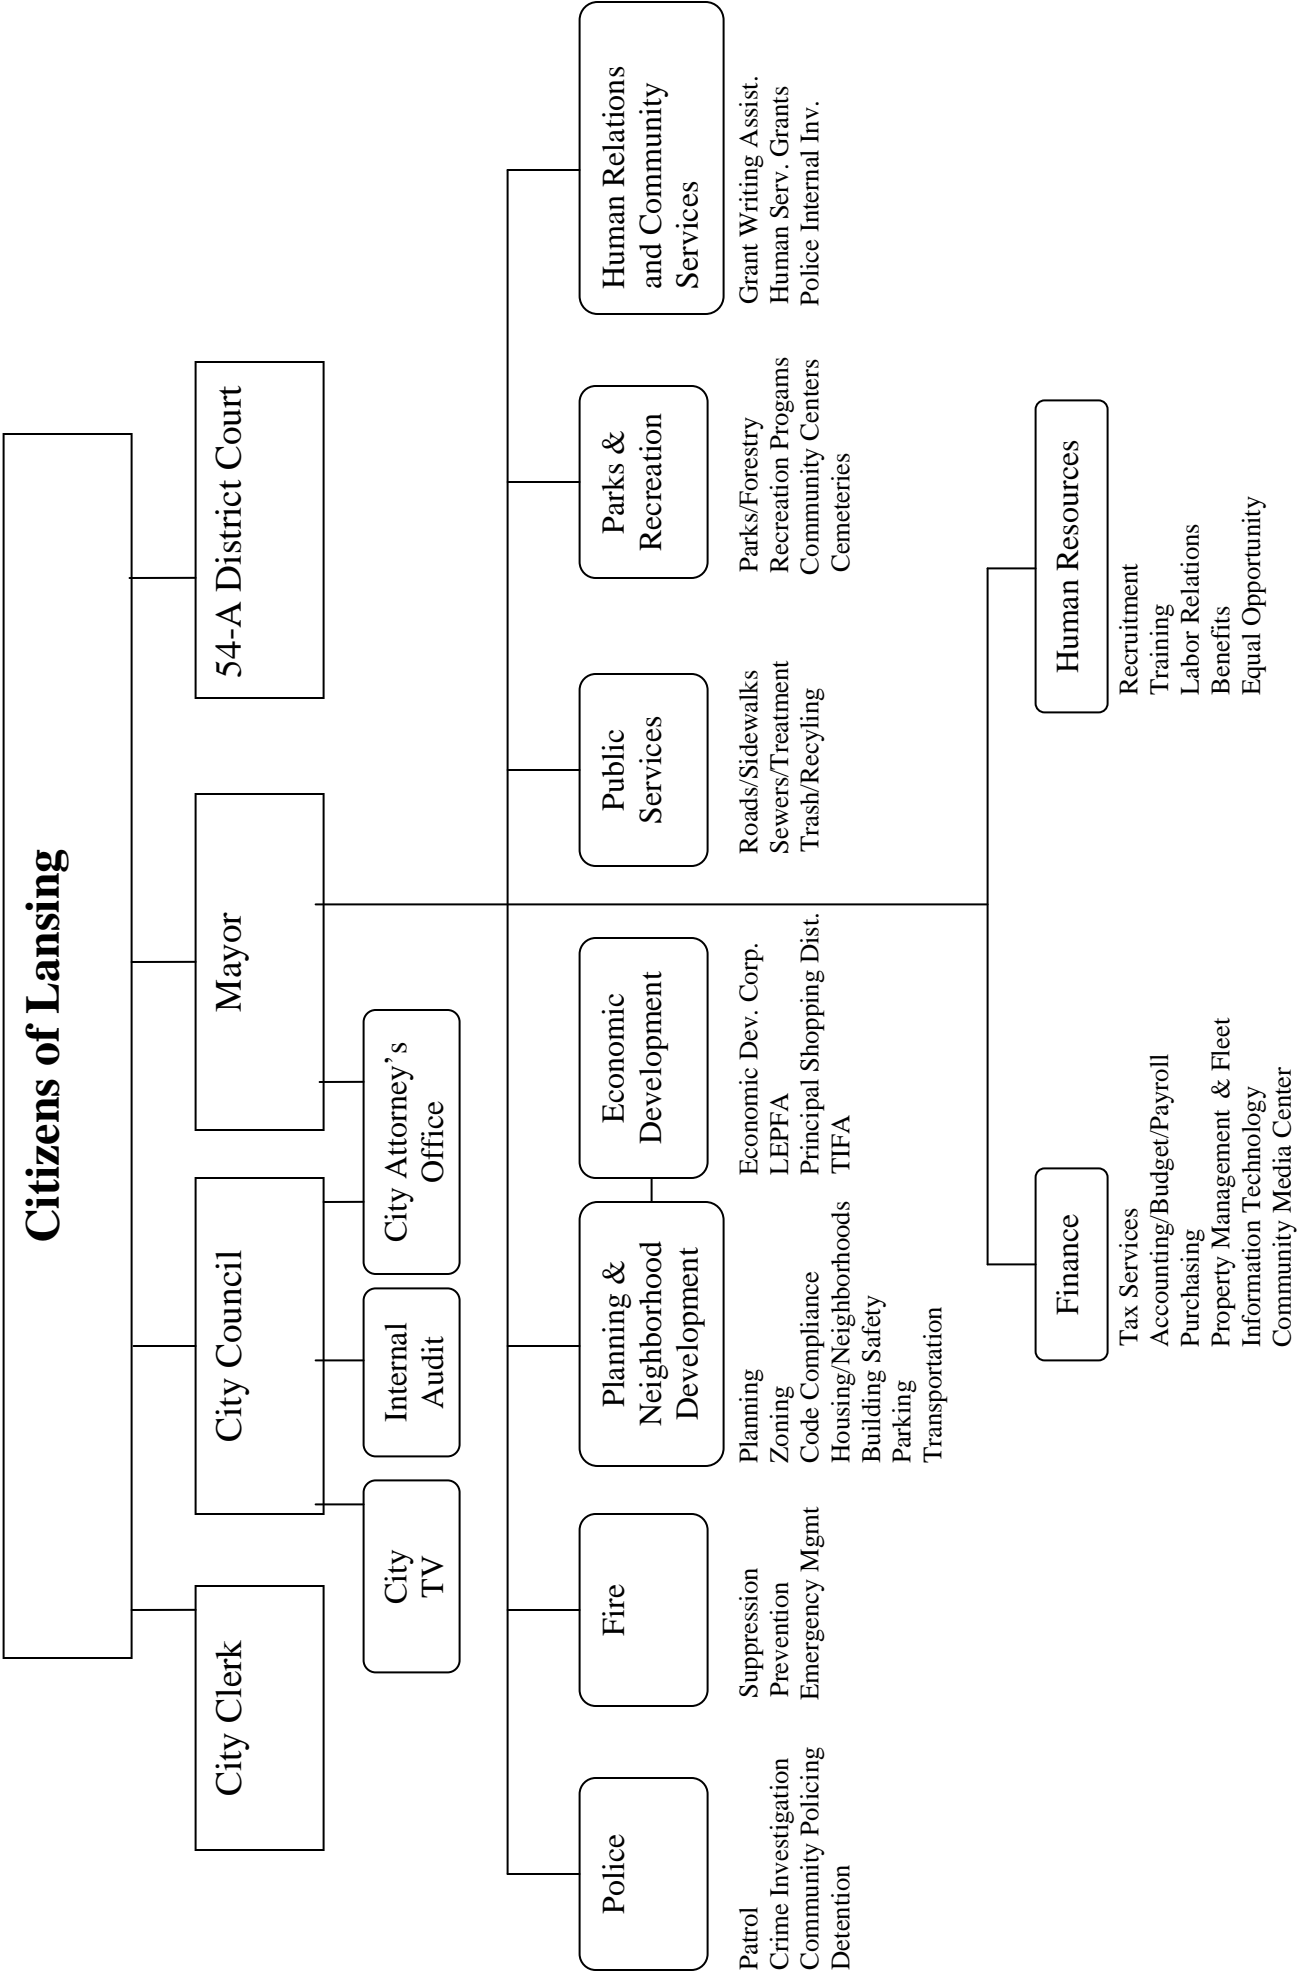 Citizens of Lansing
City Clerk
City Council
Mayor
54-A District Court
City
TV
Internal
Audit
City Attorney's
Office
Police
Patrol
Crime Investigation
Community Policing
Detention
Fire
Suppression
Prevention
Emergency Mgmt
Planning &
Neighborhood
Development
Planning
Zoning
Code Compliance
Housing/Neighborhoods
Building Safety
Parking
Transportation
Economic
Development
Economic Dev. Corp.
LEPFA
Principal Shopping Dist.
TIFA
Public
Services
Roads/Sidewalks
Sewers/Treatment
Trash/Recyling
Parks &
Recreation
Parks/Forestry
Recreation Progams
Community Centers
Cemeteries
Human Relations
and Community
Services
Grant Writing Assist.
Human Serv. Grants
Police Internal Inv.
Finance
Tax Services
Accounting/Budget/Payroll
Purchasing
Property Management & Fleet
Information Technology
Community Media Center
Human Resources
Recruitment
Training
Labor Relations
Benefits
Equal Opportunity